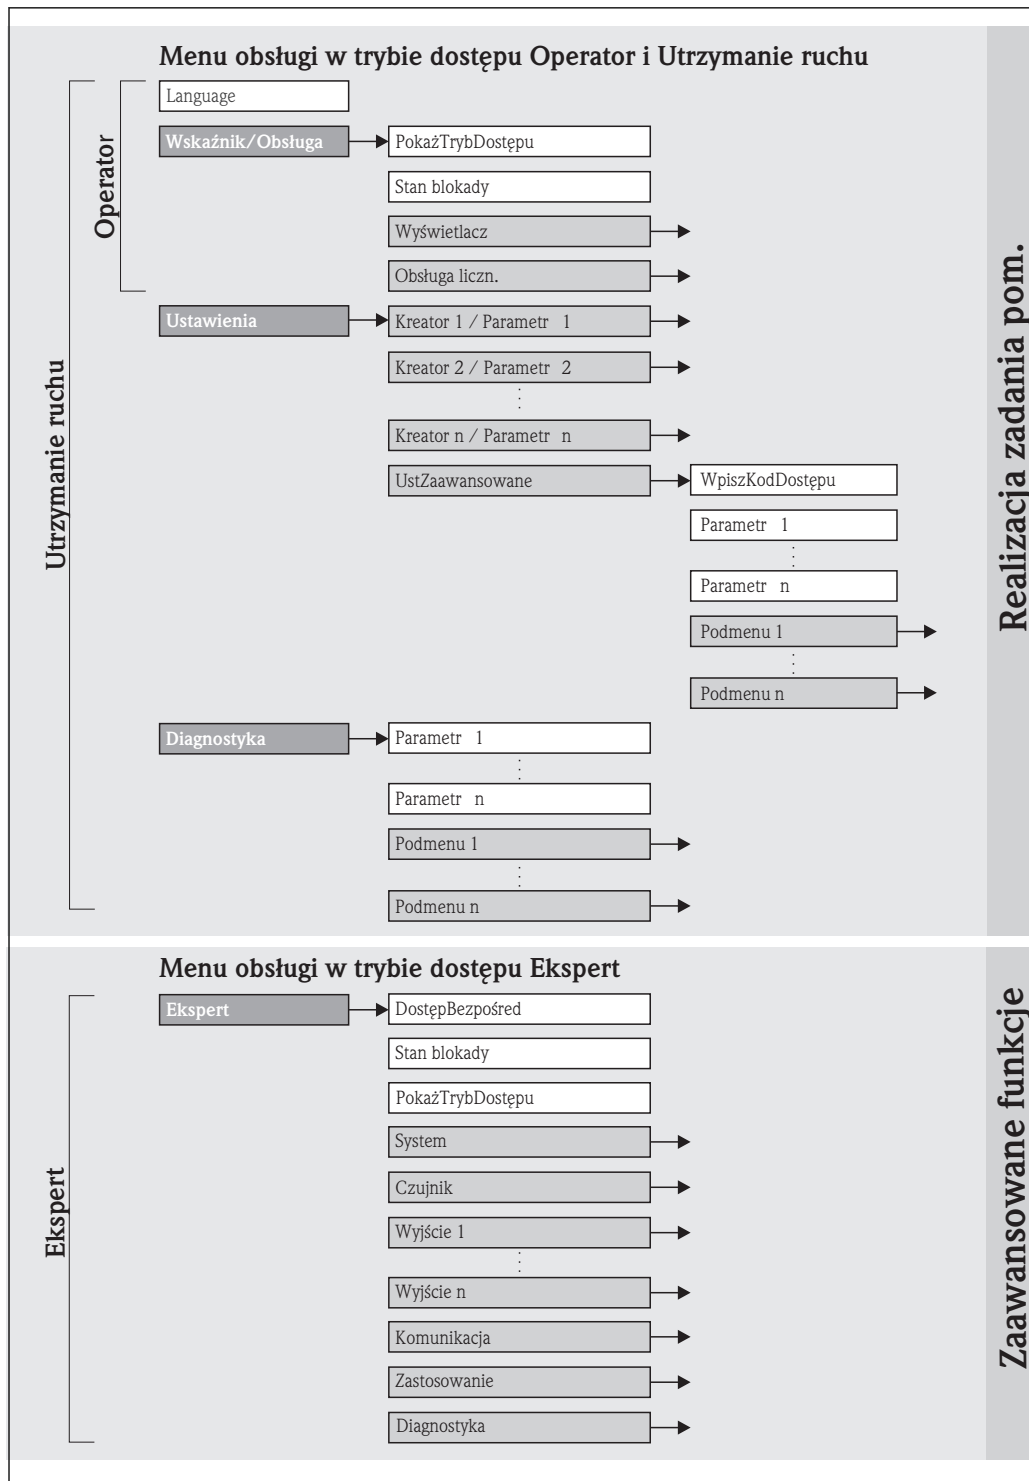 Menu obsługi w trybie dostępu Operator i Utrzymanie ruchu
Utrzymanie ruchu
Operator
Language
Wskaźnik/Obsługa
PokażTrybDostępu
Stan blokady
Wyświetlacz
Obsługa liczn.
Ustawienia
Kreator 1 / Parametr 1
Kreator 2 / Parametr 2
Kreator n / Parametr n
UstZaawansowane
WpiszKodDostępu
Parametr 1
Parametr n
Podmenu 1
Podmenu n
Diagnostyka
Parametr 1
Parametr n
Podmenu 1
Podmenu n
Realizacja zadania pom.
Menu obsługi w trybie dostępu Ekspert
Ekspert
Ekspert
DostępBezpośred
Stan blokady
PokażTrybDostępu
System
Czujnik
Wyjście 1
Wyjście n
Komunikacja
Zastosowanie
Diagnostyka
Zaawansowane funkcje